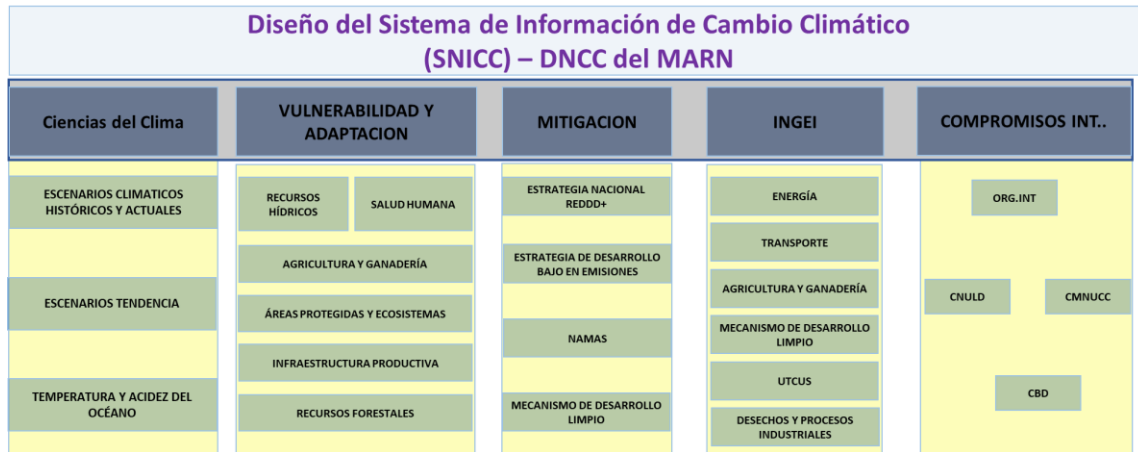 Diseño del Sistema de Información de Cambio Climático
(SNICC) – DNCC del MARN
Ciencias del Clima
VULNERABILIDAD Y
ADAPTACION
MITIGACION
INGEI
COMPROMISOS INT..
ESCENARIOS CLIMATICOS
HISTÓRICOS Y ACTUALES
ESCENARIOS TENDENCIA
TEMPERATURA Y ACIDEZ DEL
OCÉANO
RECURSOS
HÍDRICOS
SALUD HUMANA
AGRICULTURA Y GANADERÍA
ÁREAS PROTEGIDAS Y ECOSISTEMAS
INFRAESTRUCTURA PRODUCTIVA
RECURSOS FORESTALES
ESTRATEGIA NACIONAL
REDDD+
ESTRATEGIA DE DESARROLLO
BAJO EN EMISIONES
NAMAS
MECANISMO DE DESARROLLO
LIMPIO
ENERGÍA
TRANSPORTE
AGRICULTURA Y GANADERÍA
MECANISMO DE DESARROLLO
LIMPIO
UTCUS
DESECHOS Y PROCESOS
INDUSTRIALES
ORG.INT
CNULD
CMNUCC
CBD